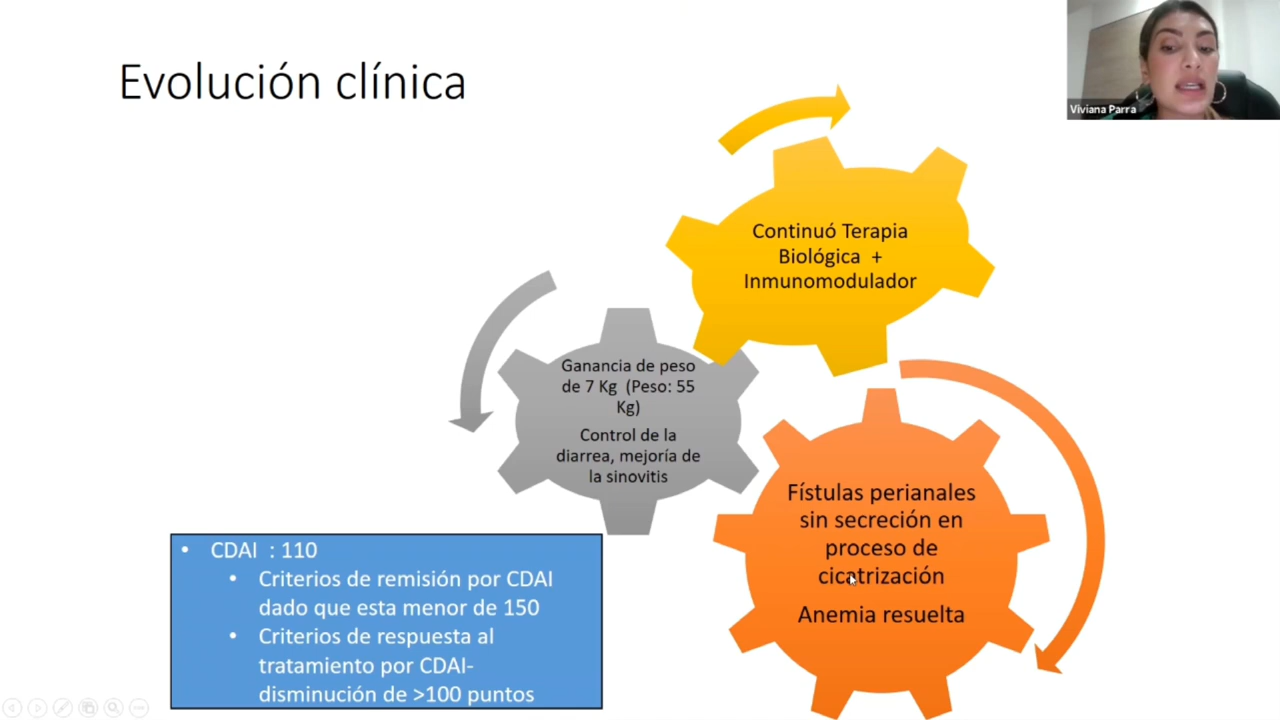 Evolución clínica
Viviana Parra
Continuó Terapia
Biológica +
Inmunomodulador
Ganancia de peso
de 7 Kg (Peso: 55
Kg)
Control de la
diarrea, mejoría de
la sinovitis
Fístulas perianales
sin secreción en
proceso de
cicatrización
Anemia resuelta
• CDAI : 110
• Criterios de remisión por CDAI
dado que esta menor de 150
• Criterios de respuesta al
tratamiento por CDAI-
disminución de >100 puntos